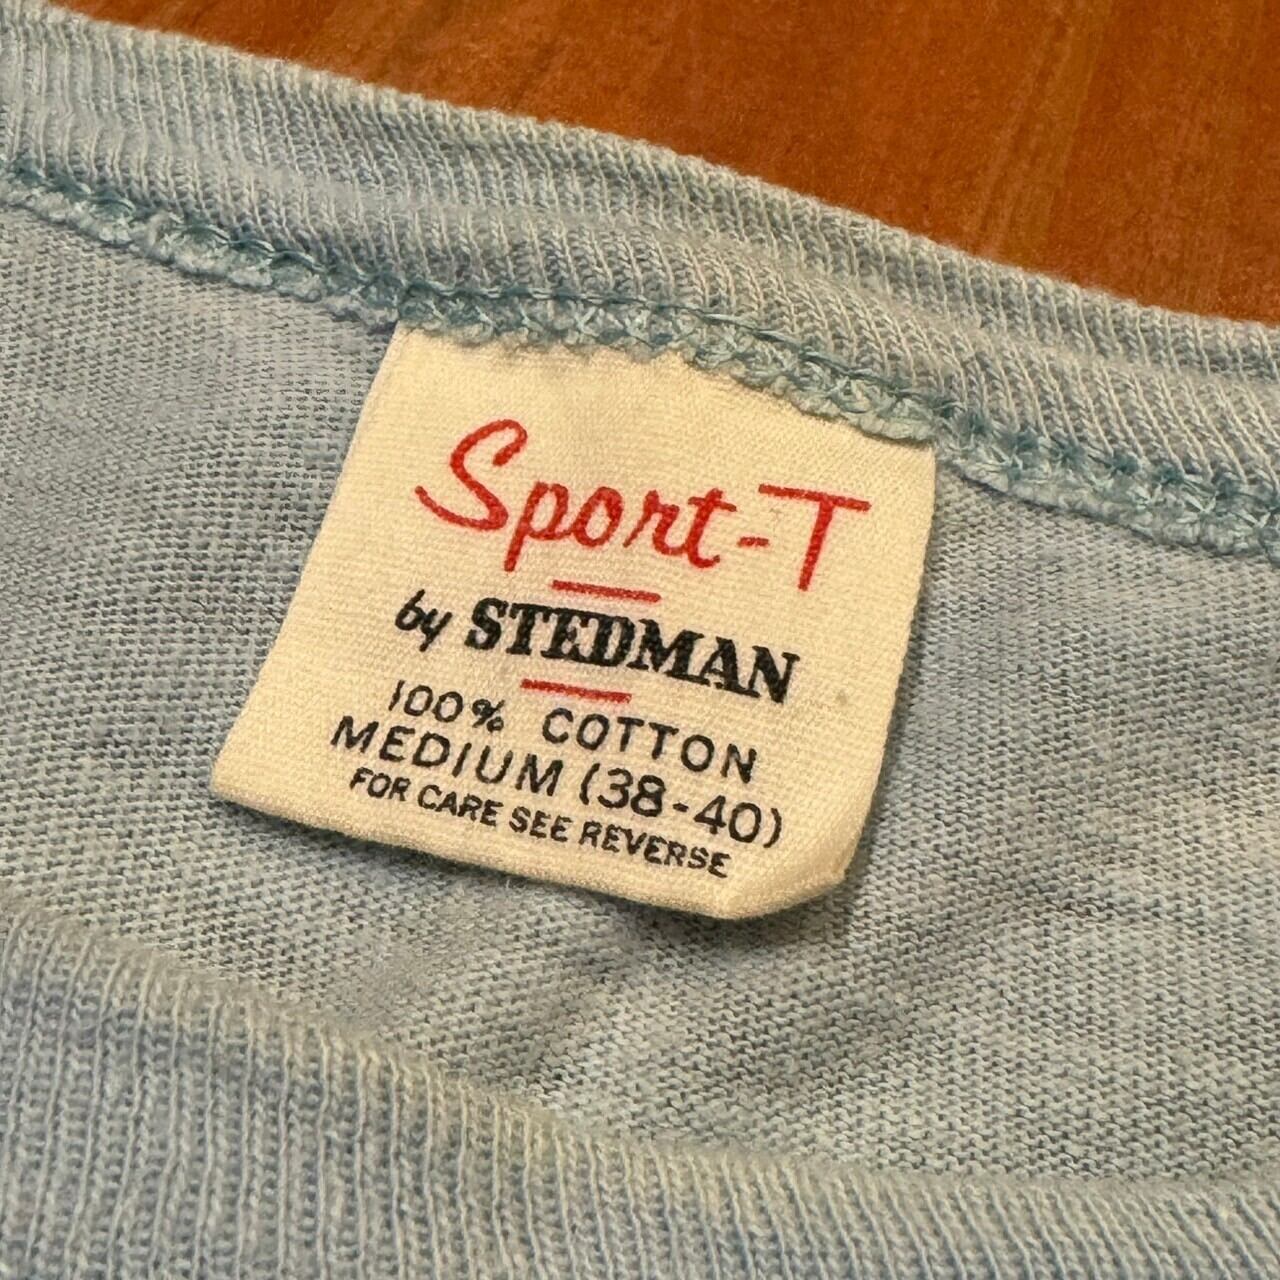 Sport-T
by STEDMAN
100% COTTON
MEDIUM (38-40)
FOR CARE SEE REVERSE